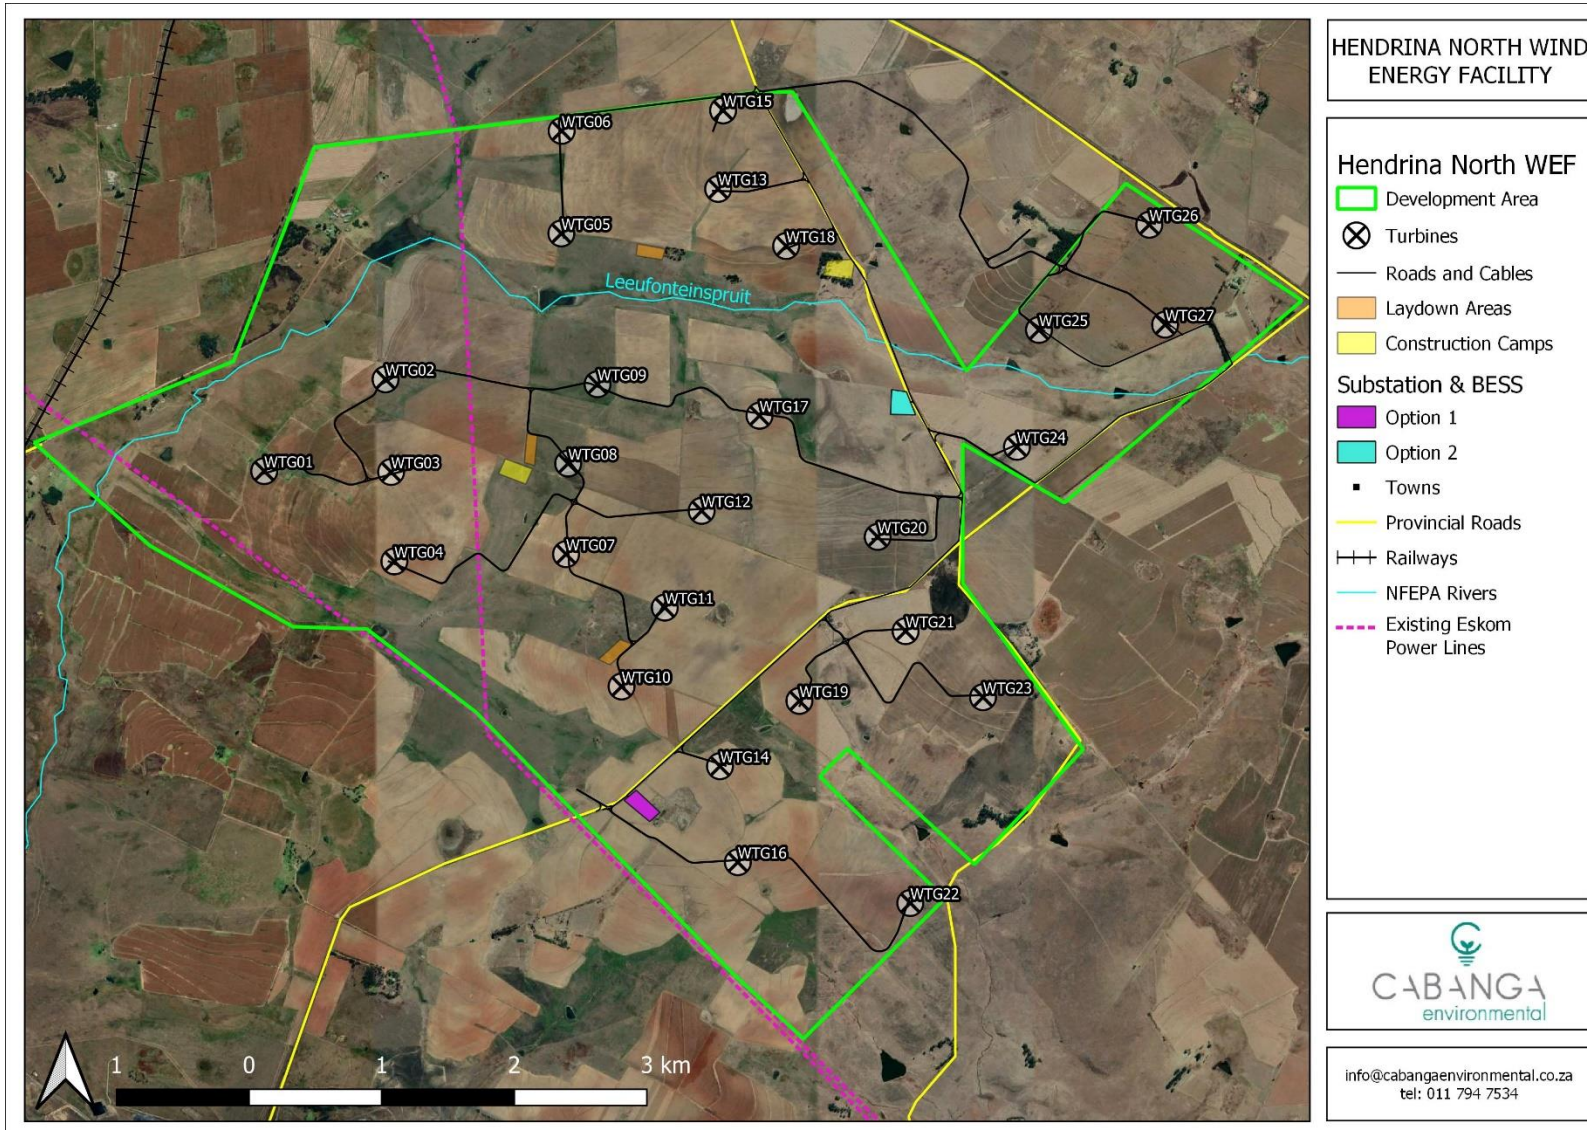 HENDRINA NORTH WIND
ENERGY FACILITY
Hendrina North WEF
Development Area
Turbines
Roads and Cables
Laydown Areas
Construction Camps
Substation & BESS
Option 1
Option 2
Towns
Provincial Roads
Railways
NFEPA Rivers
Existing Eskom
Power Lines
CABANGA
environmental
info@cabangaenvironmental.co.za
tel: 011 794 7534
WTG15
WTG06
WTG13
WTG26
WTG05
WTG18
Leeufonteinspruit
WTG25
WTG27
WTG02
WTG09
WTG17
WTG24
WTG01
WTG03
WTG08
WTG12
WTG20
WTG04
WTG07
WTG11
WTG21
WTG10
WTG19
WTG23
WTG14
WTG16
WTG22
1 0 1 2 3 km